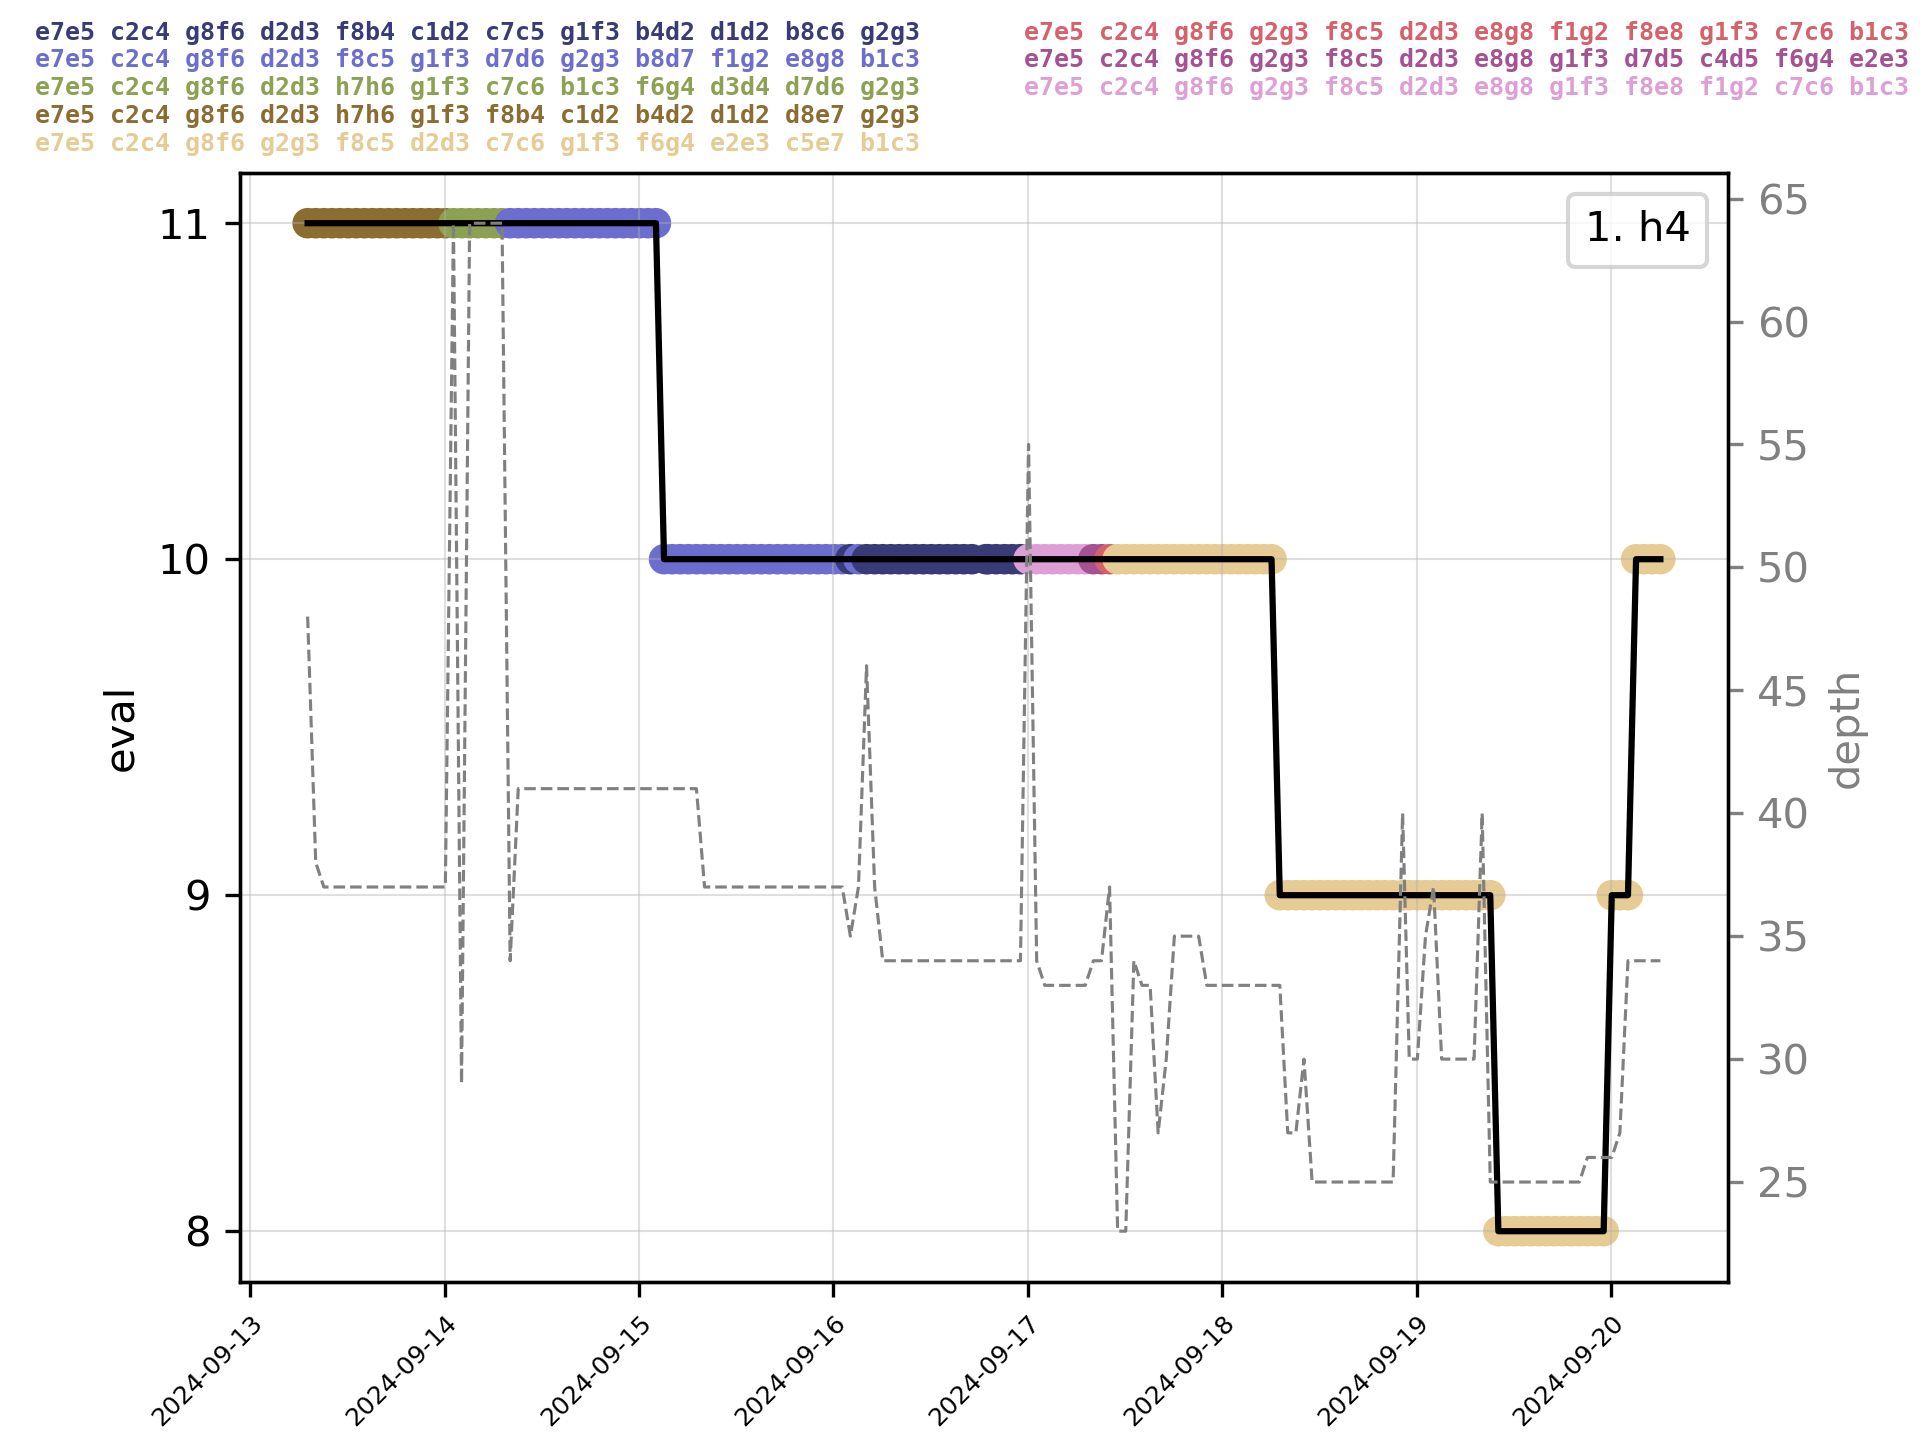 e7e5 c2c4 g8f6 d2d3 f8b4 c1d2 c7c5 g1f3 b4d2 d1d2 b8c6 g2g3
e7e5 c2c4 g8f6 d2d3 f8c5 g1f3 d7d6 g2g3 b8d7 f1g2 e8g8 b1c3
e7e5 c2c4 g8f6 d2d3 h7h6 g1f3 c7c6 b1c3 f6g4 d3d4 d7d6 g2g3
e7e5 c2c4 g8f6 d2d3 h7h6 g1f3 f8b4 c1d2 b4d2 d1d2 d8e7 g2g3
e7e5 c2c4 g8f6 g2g3 f8c5 d2d3 c7c6 g1f3 f6g4 e2e3 c5e7 b1c3
e7e5 c2c4 g8f6 g2g3 f8c5 d2d3 e8g8 f1g2 f8e8 g1f3 c7c6 b1c3
e7e5 c2c4 g8f6 g2g3 f8c5 d2d3 e8g8 g1f3 d7d5 c4d5 f6g4 e2e3
e7e5 c2c4 g8f6 g2g3 f8c5 d2d3 e8g8 g1f3 f8e8 f1g2 c7c6 b1c3
1. h4
11
10
9
8
eval
65
60
55
50
45
40
35
30
25
depth
2024-09-13
2024-09-14
2024-09-15
2024-09-16
2024-09-17
2024-09-18
2024-09-19
2024-09-20